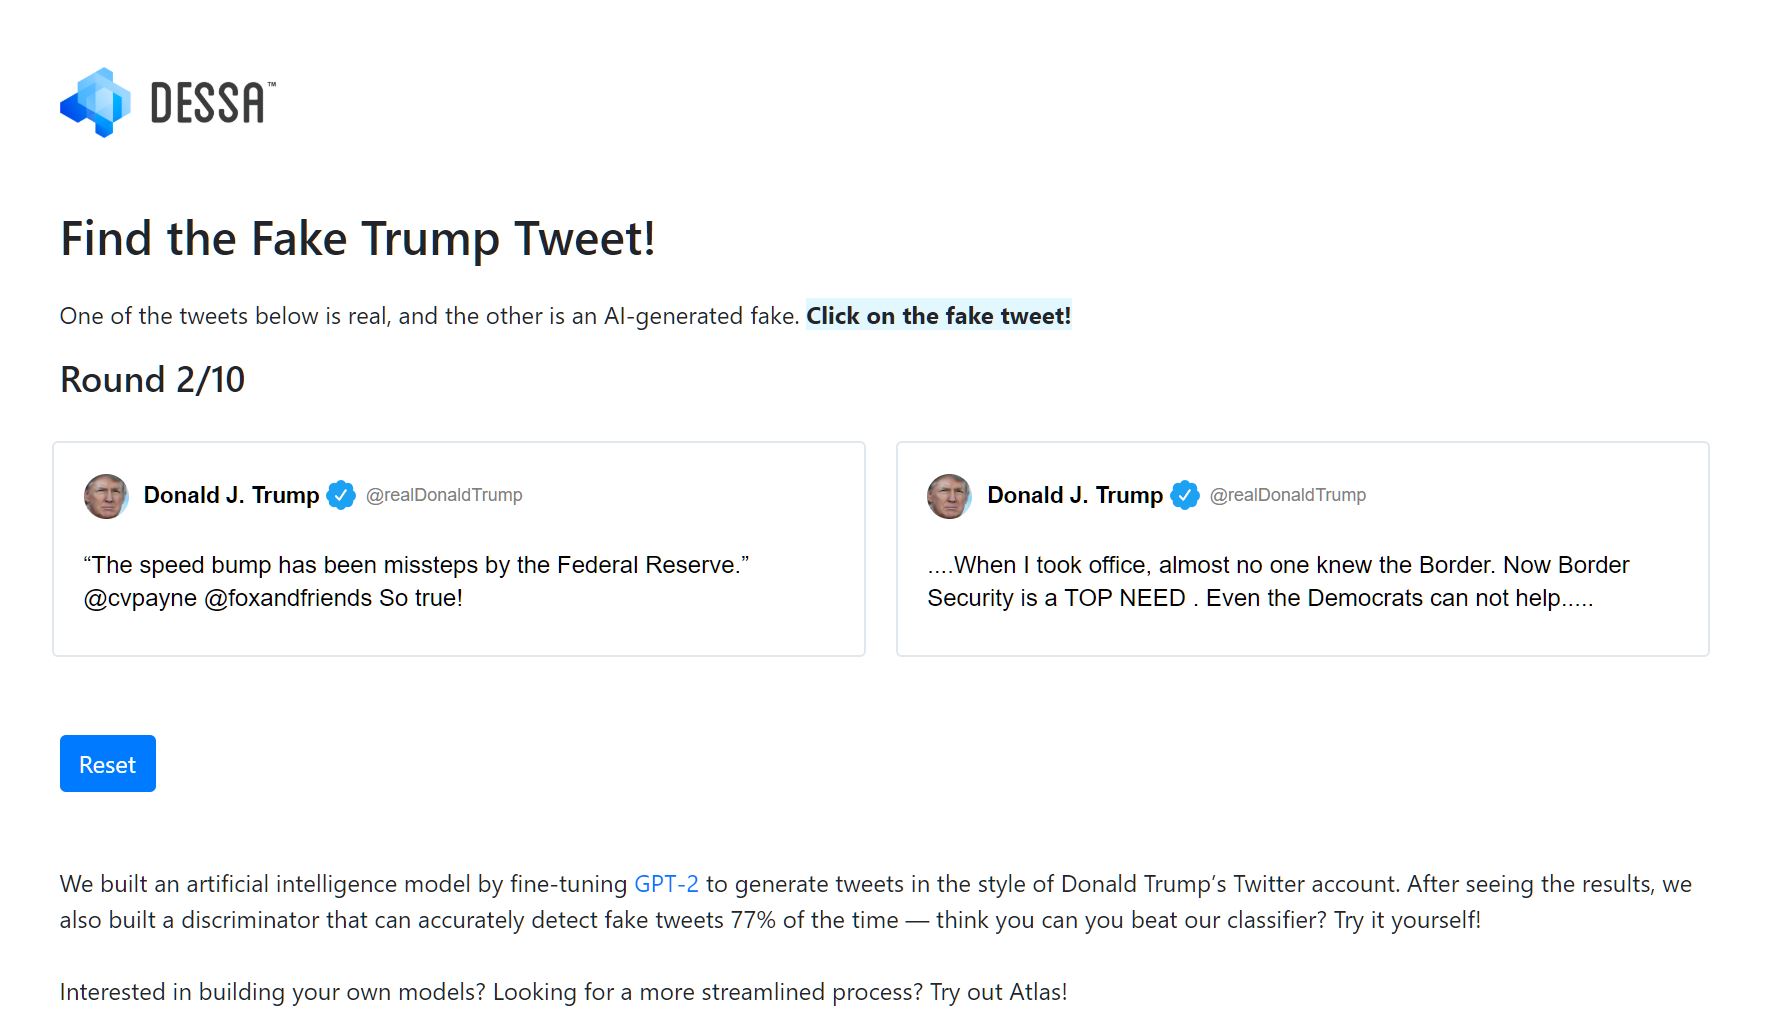 DESSA™
Find the Fake Trump Tweet!
One of the tweets below is real, and the other is an AI-generated fake. Click on the fake tweet!
Round 2/10
Donald J. Trump @realDonaldTrump
“The speed bump has been missteps by the Federal Reserve.”
@cvpayne @foxandfriends So true!
Donald J. Trump @realDonaldTrump
....When I took office, almost no one knew the Border. Now Border
Security is a TOP NEED . Even the Democrats can not help.....
Reset
We built an artificial intelligence model by fine-tuning GPT-2 to generate tweets in the style of Donald Trump’s Twitter account. After seeing the results, we
also built a discriminator that can accurately detect fake tweets 77% of the time — think you can you beat our classifier? Try it yourself!
Interested in building your own models? Looking for a more streamlined process? Try out Atlas!